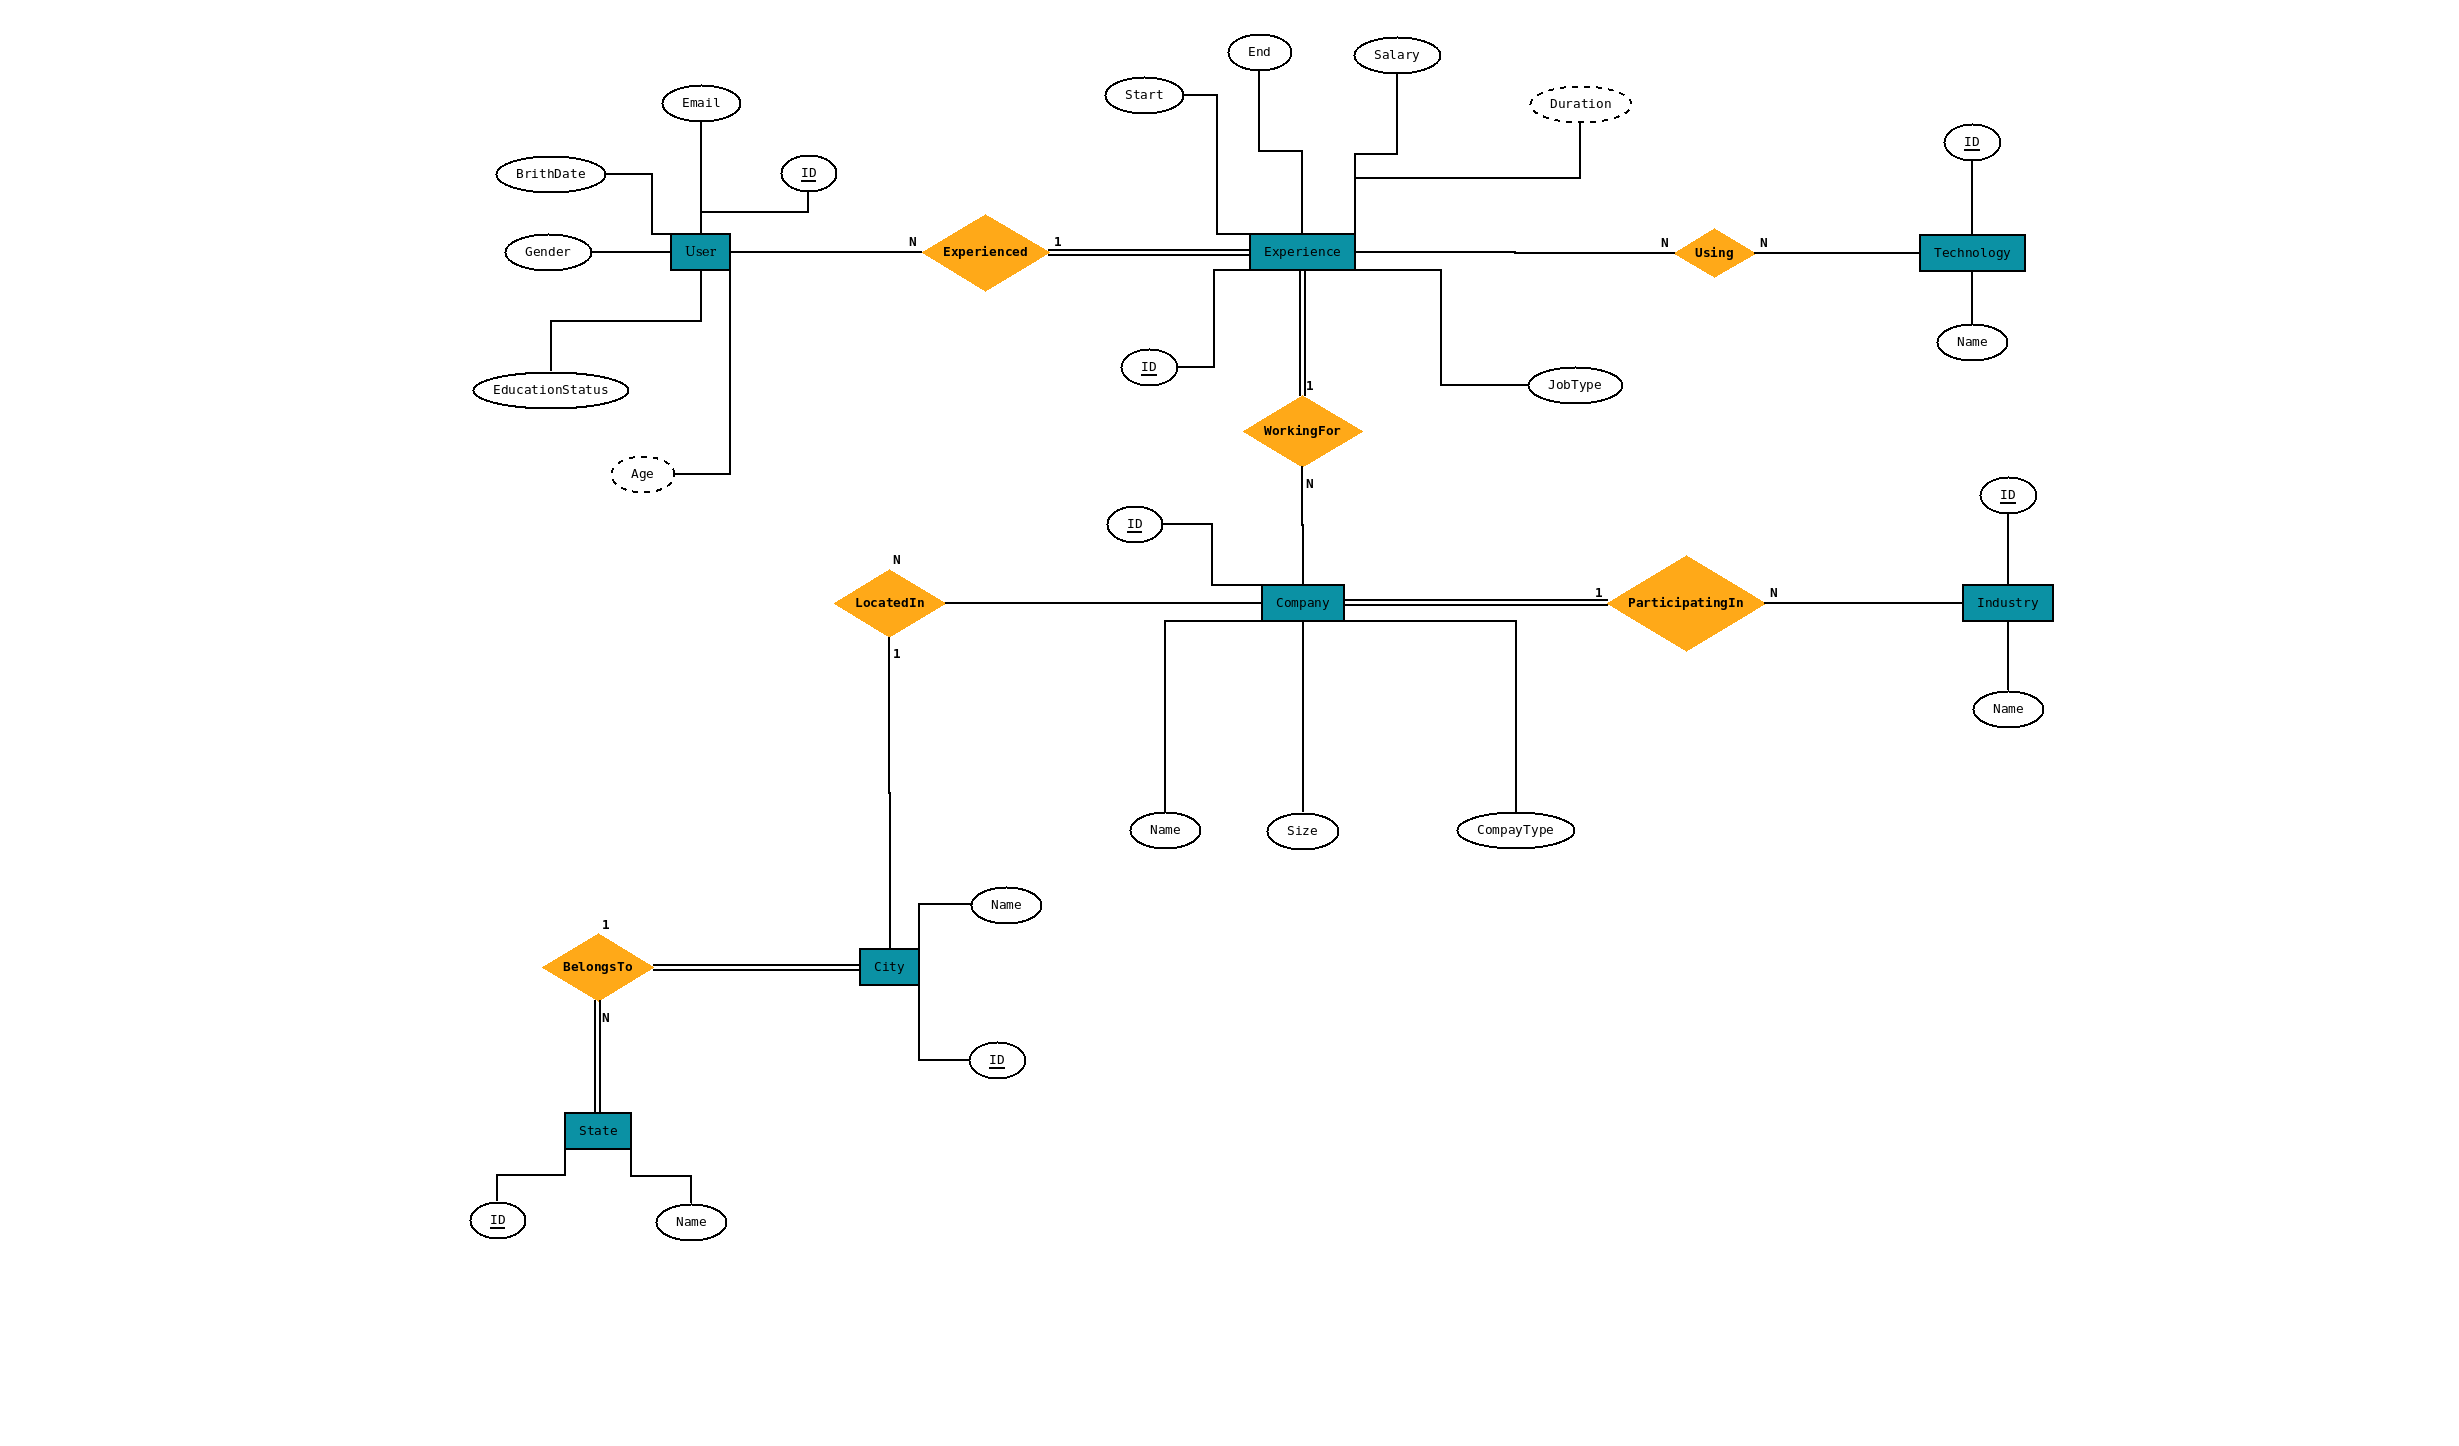 End
Salary
Start
Email
Duration
ID
BrithDate
ID
N
Experienced
1
Gender
User
Experience
N
Using
N
Technology
Name
ID
1
JobType
EducationStatus
WorkingFor
Age
N
ID
ID
N
LocatedIn
Company
1
ParticipatingIn
N
Industry
1
Name
Name
Size
CompayType
Name
1
BelongsTo
City
N
ID
State
ID
Name